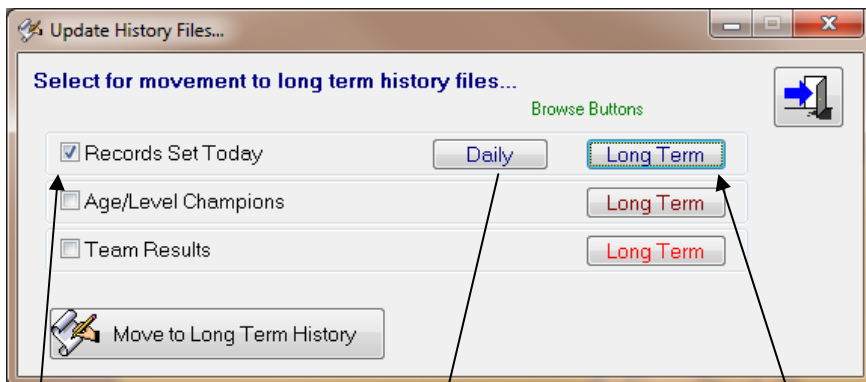 Update History Files...
Select for movement to long term history files...
Browse Buttons
Records Set Today Daily Long Term
Age/Level Champions Long Term
Team Results Long Term
Move to Long Term History